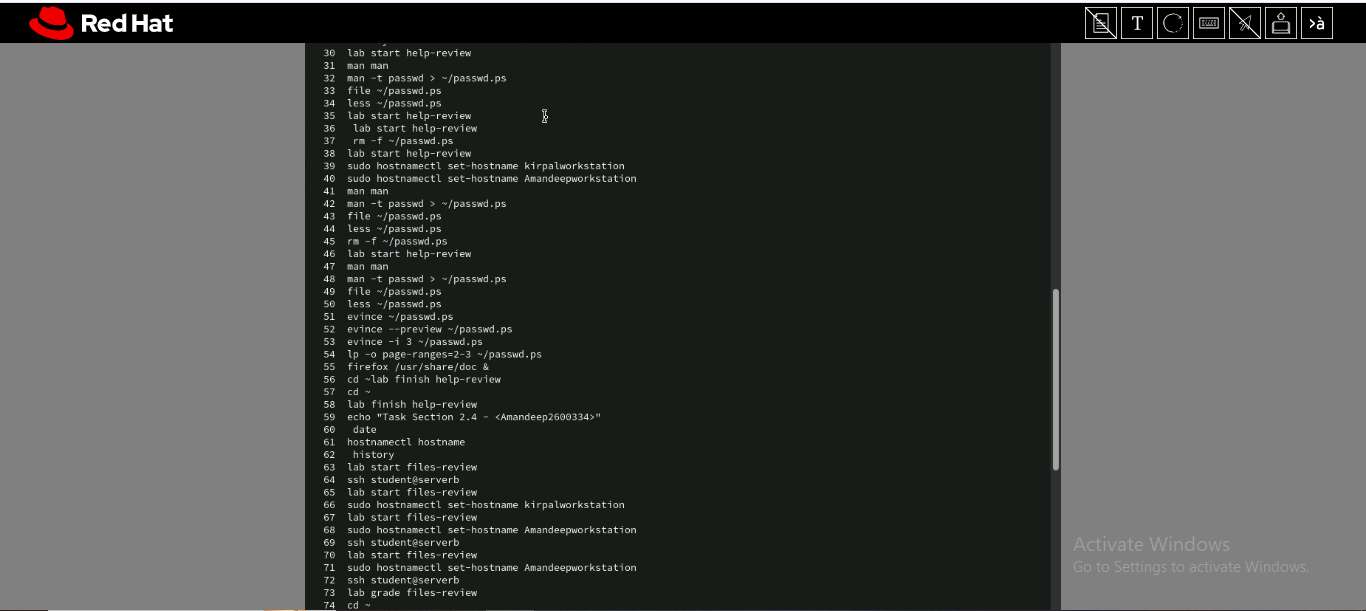 Red Hat
T
>à
30 lab start help-review
31 man man
32 man -t passwd > ~/passwd.ps
33 file ~/passwd.ps
34 less ~/passwd.ps
35 lab start help-review
36  lab start help-review
37  rm -f ~/passwd.ps
38 lab start help-review
39 sudo hostnamectl set-hostname kirpalworkstation
40 sudo hostnamectl set-hostname Amandeepworkstation
41 man man
42 man -t passwd > ~/passwd.ps
43 file ~/passwd.ps
44 less ~/passwd.ps
45 rm -f ~/passwd.ps
46 lab start help-review
47 man man
48 man -t passwd > ~/passwd.ps
49 file ~/passwd.ps
50 less ~/passwd.ps
51 evince ~/passwd.ps
52 evince --preview ~/passwd.ps
53 evince -i 3 ~/passwd.ps
54 lp -o page-ranges=2-3 ~/passwd.ps
55 firefox /usr/share/doc &
56 cd ~lab finish help-review
57 cd ~
58 lab finish help-review
59 echo "Task Section 2.4 - <Amandeep2600334>"
60  date
61 hostnamectl hostname
62  history
63 lab start files-review
64 ssh student@serverb
65 lab start files-review
66 sudo hostnamectl set-hostname kirpalworkstation
67 lab start files-review
68 sudo hostnamectl set-hostname Amandeepworkstation
69 ssh student@serverb
70 lab start files-review
71 sudo hostnamectl set-hostname Amandeepworkstation
72 ssh student@serverb
73 lab grade files-review
74 cd ~
Activate Windows
Go to Settings to activate Windows.